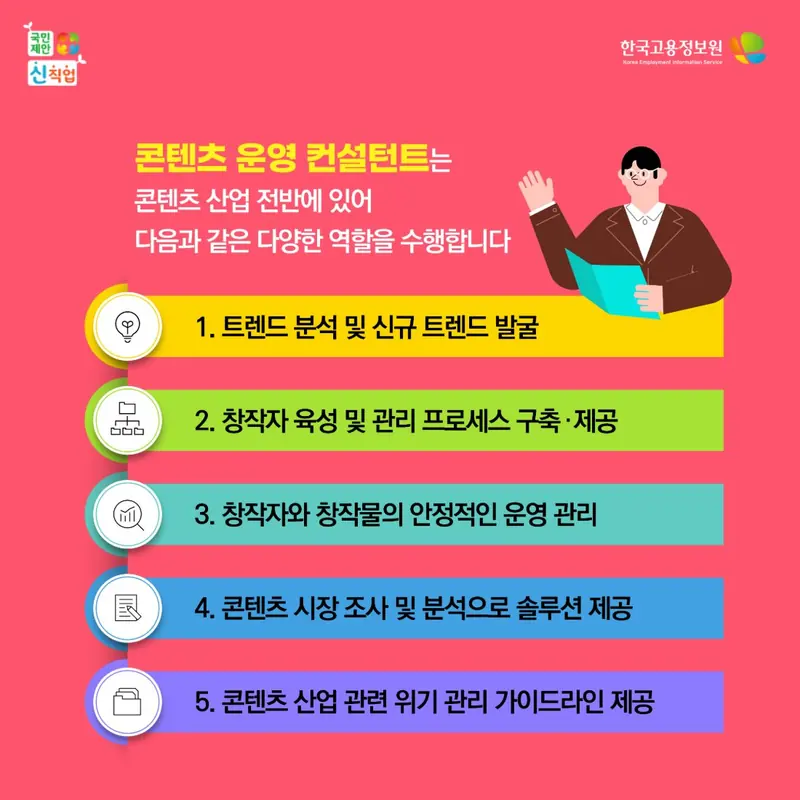 국민
제안
신직업
한국고용정보원
Korea Employment Information Service
콘텐츠 운영 컨설턴트는
콘텐츠 산업 전반에 있어
다음과 같은 다양한 역할을 수행합니다
1. 트렌드 분석 및 신규 트렌드 발굴
2. 창작자 육성 및 관리 프로세스 구축·제공
3. 창작자와 창작물의 안정적인 운영 관리
4. 콘텐츠 시장 조사 및 분석으로 솔루션 제공
5. 콘텐츠 산업 관련 위기 관리 가이드라인 제공